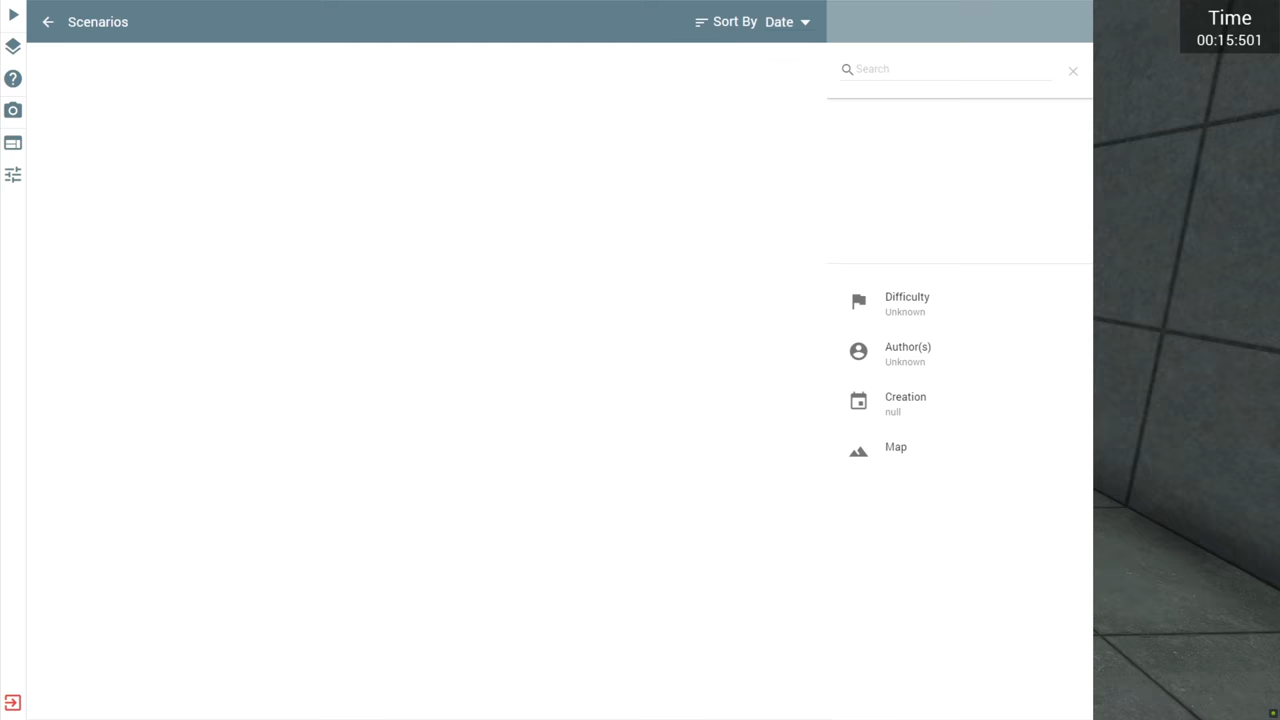 Scenarios
Sort By Date
Search
Difficulty
Unknown
Author(s)
Unknown
Creation
null
Map
Time
00:15:501